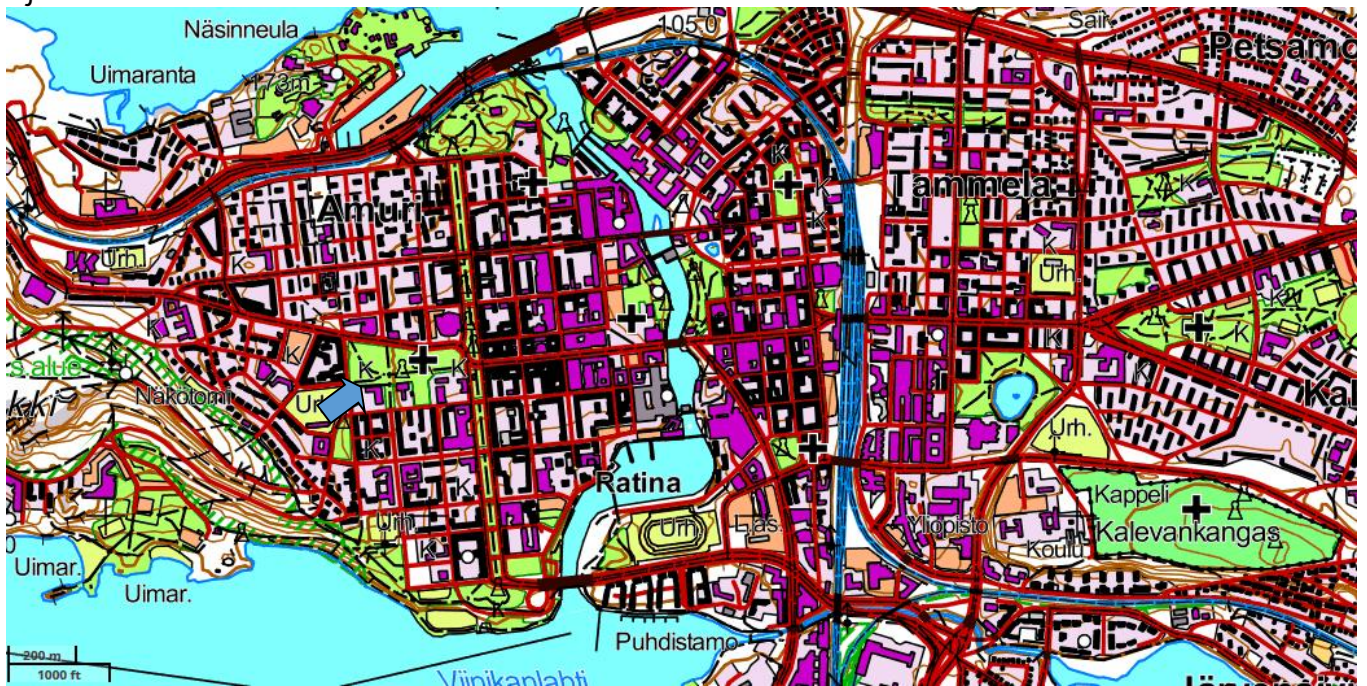 Näsinneula
105.0
Sair.
Petsamo
Uimaranta
173m
K
Amuri
K
Tammela
K
K
K
Urh.
K
Urh.
K
K
K
K
K
K
K
s.alue
Näkötorni
kki
Ur
Kal
Urh.
K
K
Ratina
Kappeli
Kalevankangas
Urh.
Urh.
L.as.
Yliopisto
Koulu
K
Uimar.
Uimar.
K
Puhdistamo
200 m
1000 ft
Viinikanlahti